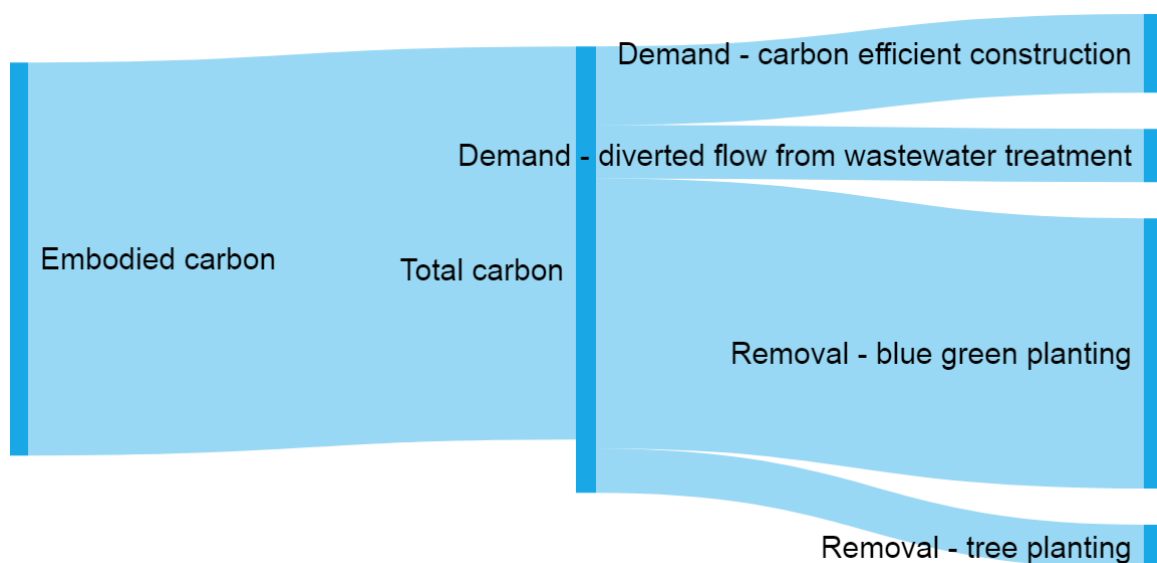 Demand - carbon efficient construction
Demand - diverted flow from wastewater treatment
Embodied carbon
Total carbon
Removal - blue green planting
Removal - tree planting